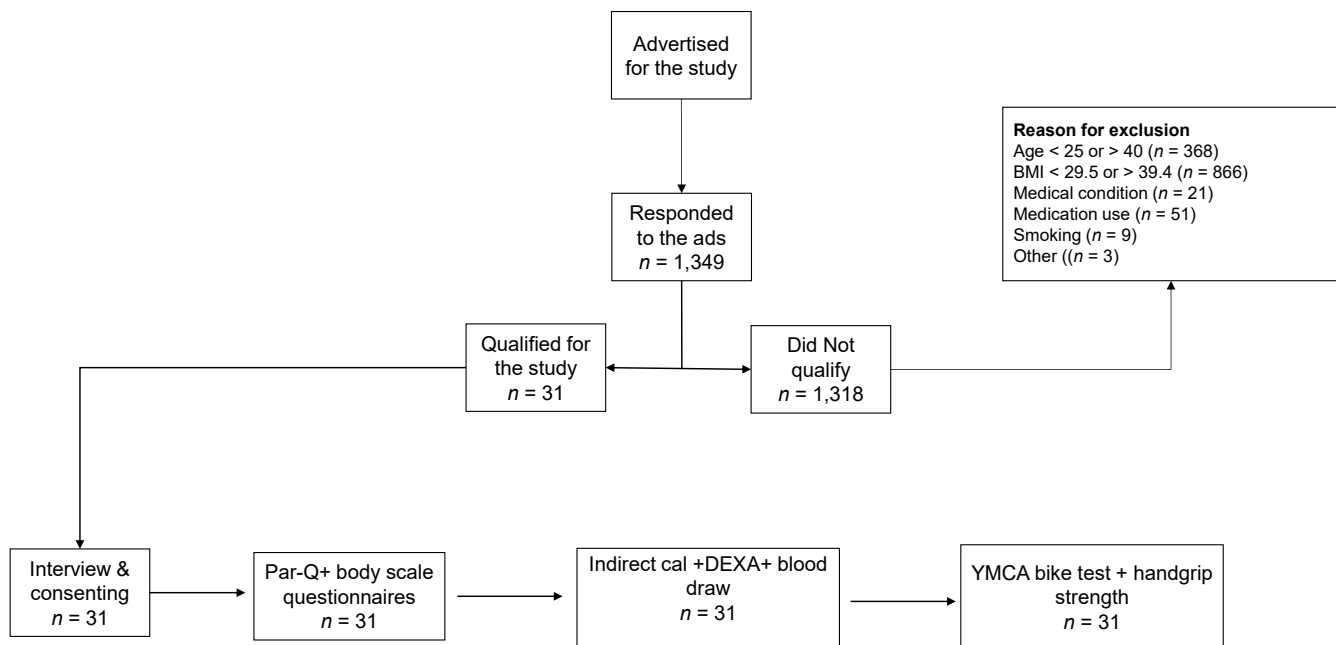 Advertised
for the study
Responded
to the ads
n = 1,349
Reason for exclusion
Age < 25 or > 40 (n = 368)
BMI < 29.5 or > 39.4 (n = 866)
Medical condition (n = 21)
Medication use (n = 51)
Smoking (n = 9)
Other ((n = 3)
Qualified for
the study
n = 31
Did Not
qualify
n = 1,318
Interview &
consenting
n = 31
Par-Q+ body scale
questionnaires
n = 31
Indirect cal +DEXA+ blood
draw
n = 31
YMCA bike test + handgrip
strength
n = 31